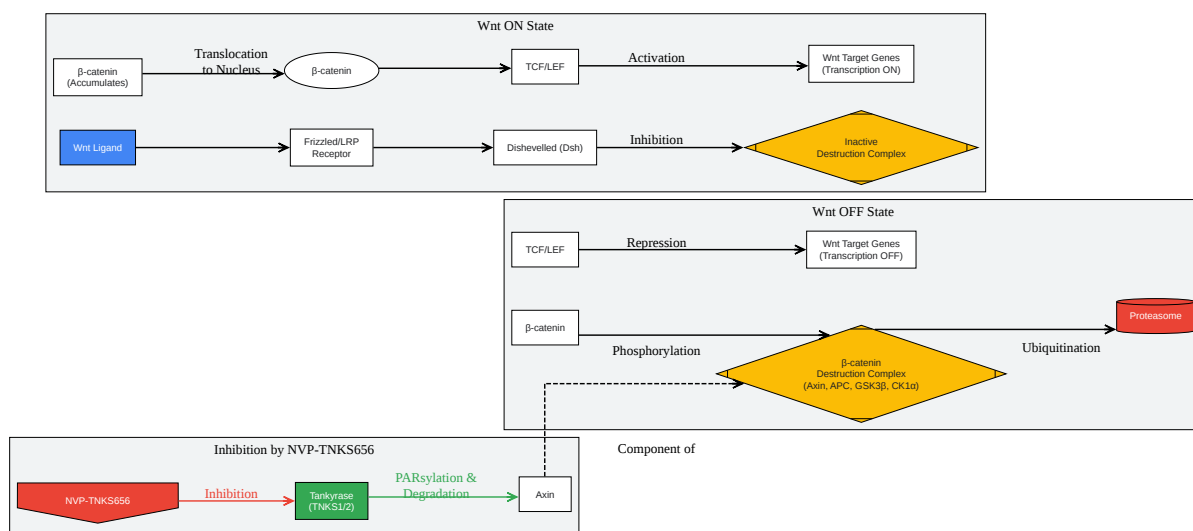 Wnt ON State
Translocation
to Nucleus
Activation
β-catenin
(Accumulates)
β-catenin
TCF/LEF
Wnt Target Genes
(Transcription ON)
Wnt Ligand
Frizzled/LRP
Receptor
Dishevelled (Dsh)
Inhibition
Inactive
Destruction Complex
Wnt OFF State
TCF/LEF
Repression
Wnt Target Genes
(Transcription OFF)
β-catenin
Phosphorylation
β-catenin
Destruction Complex
(Axin, APC, GSK3β, CK1α)
Ubiquitination
Proteasome
Component of
Inhibition by NVP-TNKS656
NVP-TNKS656
Inhibition
Tankyrase
(TNKS1/2)
PARsylation &
Degradation
Axin